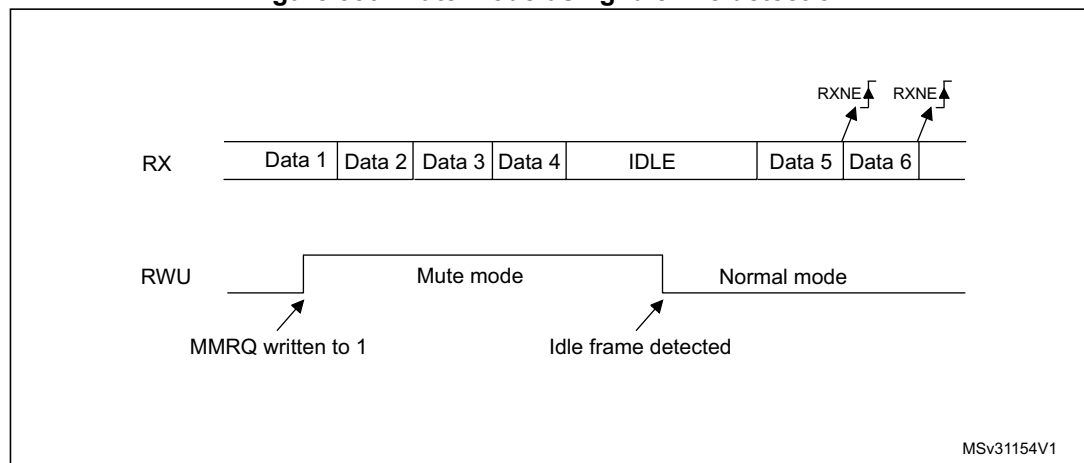 RXNE RXNE
RX Data 1 Data 2 Data 3 Data 4 IDLE Data 5 Data 6
RWU Mute mode Normal mode
MMRQ written to 1 Idle frame detected
MSv31154V1